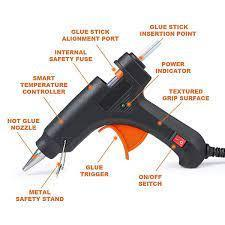 GLUE STICK
ALIGNMENT PORT
GLUE STICK
INSERTION POINT
INTERNAL
SAFETY FUSE
POWER
INDICATOR
SMART
TEMPERATURE
CONTROLLER
TEXTURED
GRIP SURFACE
HOT GLUE
NOZZLE
METAL
SAFETY STAND
GLUE
TRIGGER
ON/OFF
SEITCH